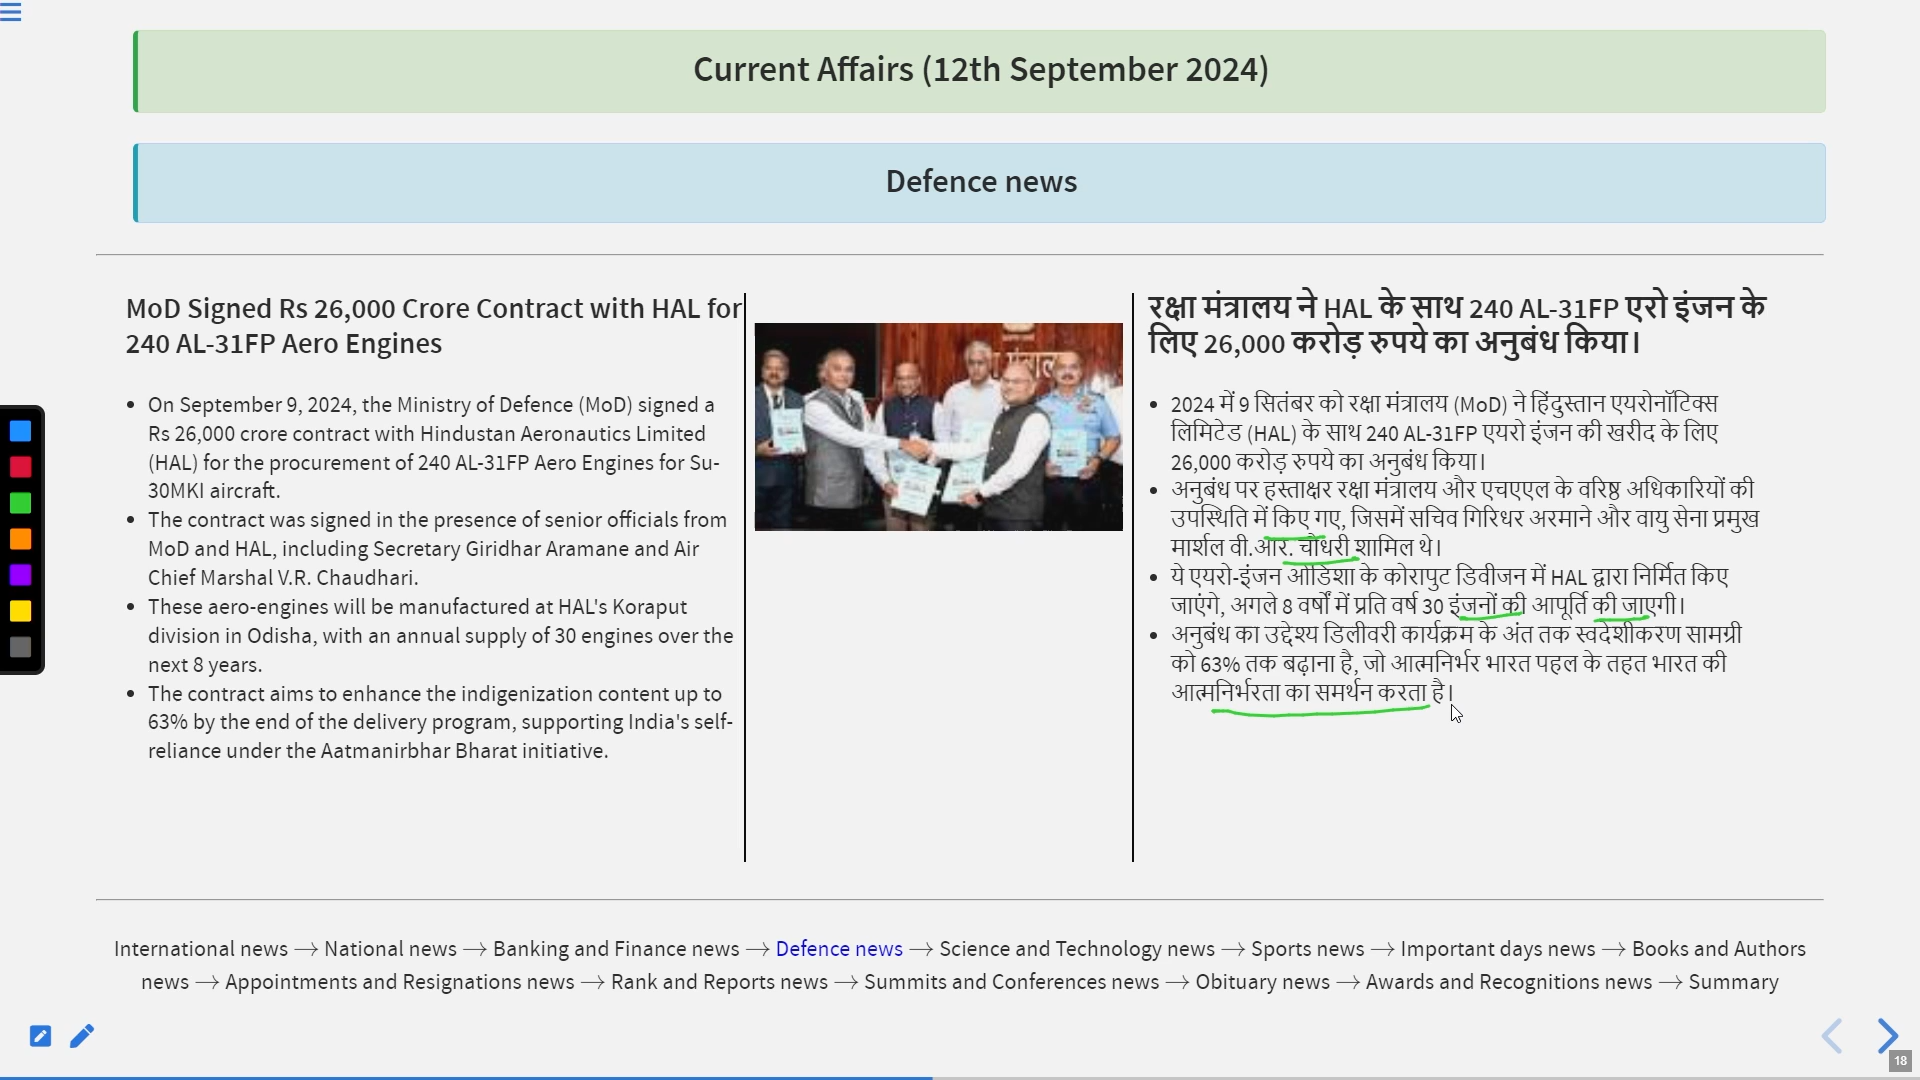 Current Affairs (12th September 2024)
Defence news
MoD Signed Rs 26,000 Crore Contract with HAL for
240 AL-31FP Aero Engines
• On September 9, 2024, the Ministry of Defence (MoD) signed a
Rs 26,000 crore contract with Hindustan Aeronautics Limited
(HAL) for the procurement of 240 AL-31FP Aero Engines for Su-
30MKI aircraft.
• The contract was signed in the presence of senior officials from
MoD and HAL, including Secretary Giridhar Aramane and Air
Chief Marshal V.R. Chaudhari.
• These aero-engines will be manufactured at HAL's Koraput
division in Odisha, with an annual supply of 30 engines over the
next 8 years.
• The contract aims to enhance the indigenization content up to
63% by the end of the delivery program, supporting India's self-
reliance under the Aatmanirbhar Bharat initiative.
रक्षा मंत्रालय ने HAL के साथ 240 AL-31FP एरो इंजन के
लिए 26,000 करोड़ रुपये का अनुबंध किया।
• 2024 में 9 सितंबर को रक्षा मंत्रालय (MoD) ने हिंदुस्तान एयरोनॉटिक्स
लिमिटेड (HAL) के साथ 240 AL-31FP एयरो इंजन की खरीद के लिए
26,000 करोड़ रुपये का अनुबंध किया।
• अनुबंध पर हस्ताक्षर रक्षा मंत्रालय और एचएएल के वरिष्ठ अधिकारियों की
उपस्थिति में किए गए, जिसमें सचिव गिरिधर अरमाने और वायु सेना प्रमुख
मार्शल वी.आर. चौधरी शामिल थे।
• ये एयरो-इंजन ओडिशा के कोरापुट डिवीजन में HAL द्वारा निर्मित किए
जाएंगे, अगले 8 वर्षों में प्रति वर्ष 30 इंजनों की आपूर्ति की जाएगी।
• अनुबंध का उद्देश्य डिलीवरी कार्यक्रम के अंत तक स्वदेशीकरण सामग्री
को 63% तक बढ़ाना है, जो आत्मनिर्भर भारत पहल के तहत भारत की
आत्मनिर्भरता का समर्थन करता है।
International news → National news → Banking and Finance news → Defence news → Science and Technology news → Sports news → Important days news → Books and Authors
news → Appointments and Resignations news → Rank and Reports news → Summits and Conferences news → Obituary news → Awards and Recognitions news → Summary
18